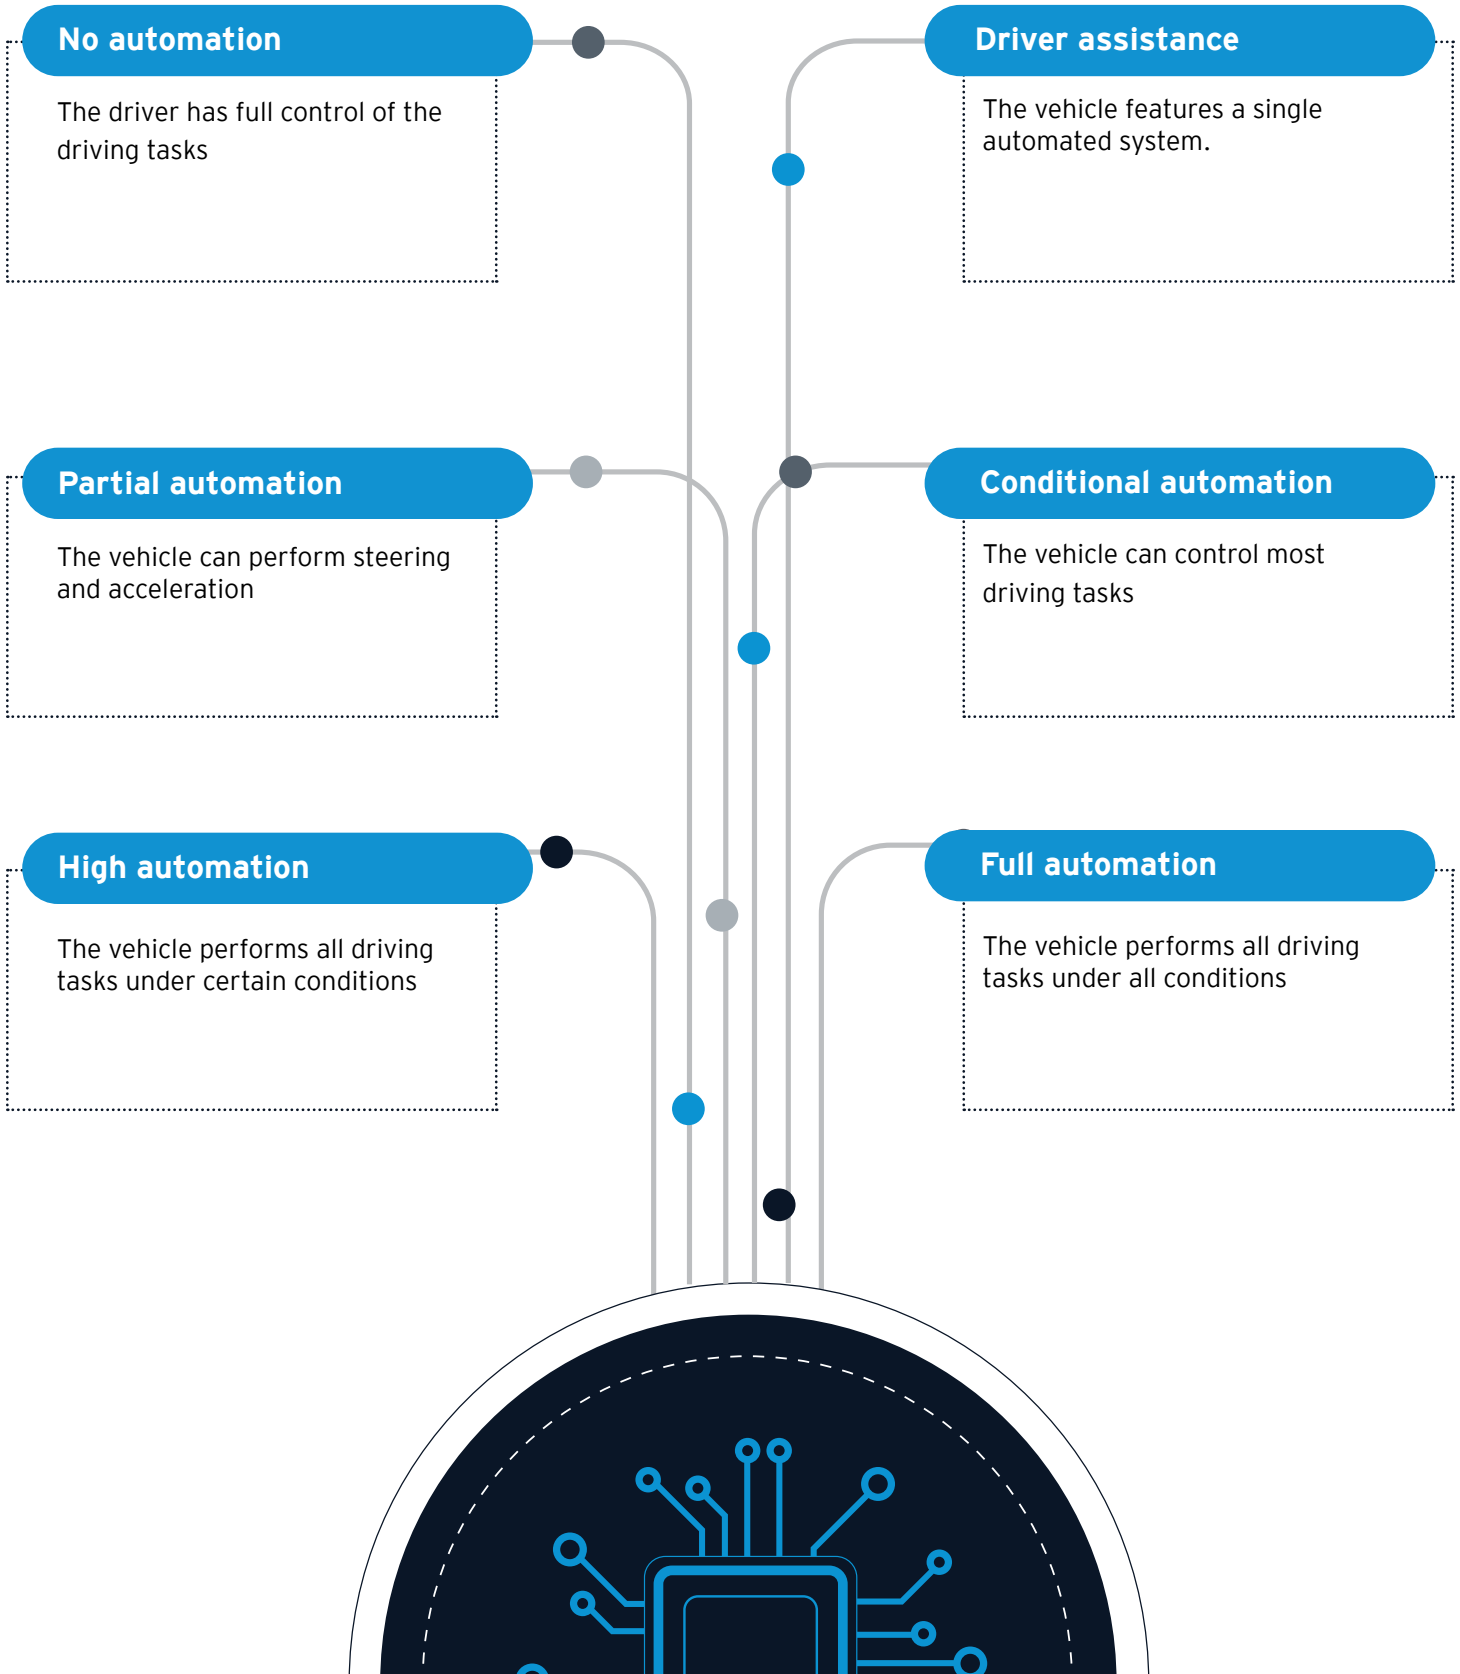 No automation
The driver has full control of the
driving tasks
Driver assistance
The vehicle features a single
automated system.
Partial automation
The vehicle can perform steering
and acceleration
Conditional automation
The vehicle can control most
driving tasks
High automation
The vehicle performs all driving
tasks under certain conditions
Full automation
The vehicle performs all driving
tasks under all conditions